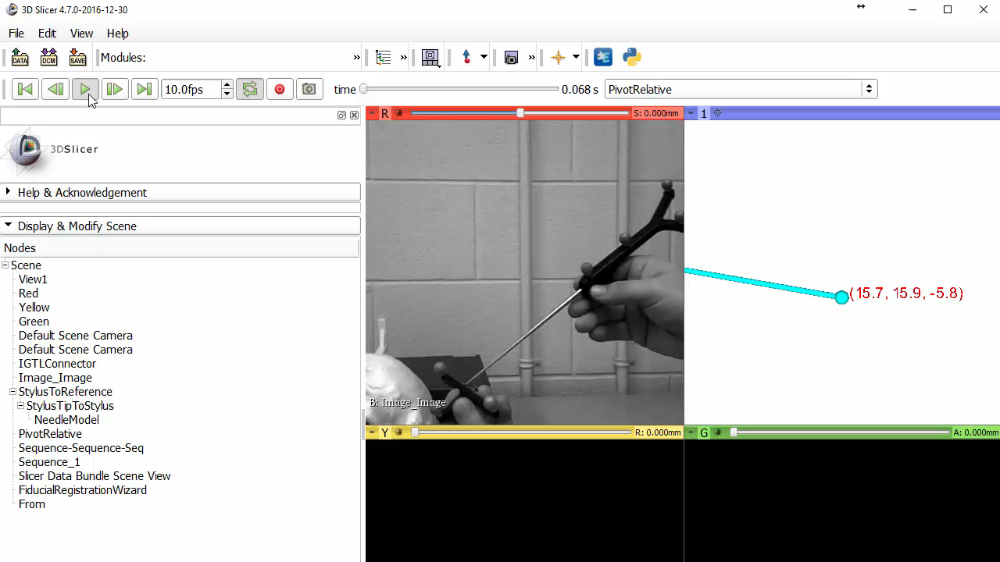 3D Slicer 4.7.0-2016-12-30
File Edit View Help
DATA DCM SAVE Modules: » » »
10.0fps time 0.068 s PivotRelative
R S: 0.000mm 1
3DSlicer
Help & Acknowledgement
Display & Modify Scene
Nodes
Scene
View1
Red
Yellow
Green
Default Scene Camera
Default Scene Camera
IGTLConnector
Image_Image
StylusToReference
StylusTipToStylus
NeedleModel
PivotRelative
Sequence-Sequence-Seq
Sequence_1
Slicer Data Bundle Scene View
FiducialRegistrationWizard
From
(15.7, 15.9, -5.8)
B: Image_Image
Y R: 0.000mm G A: 0.000mm